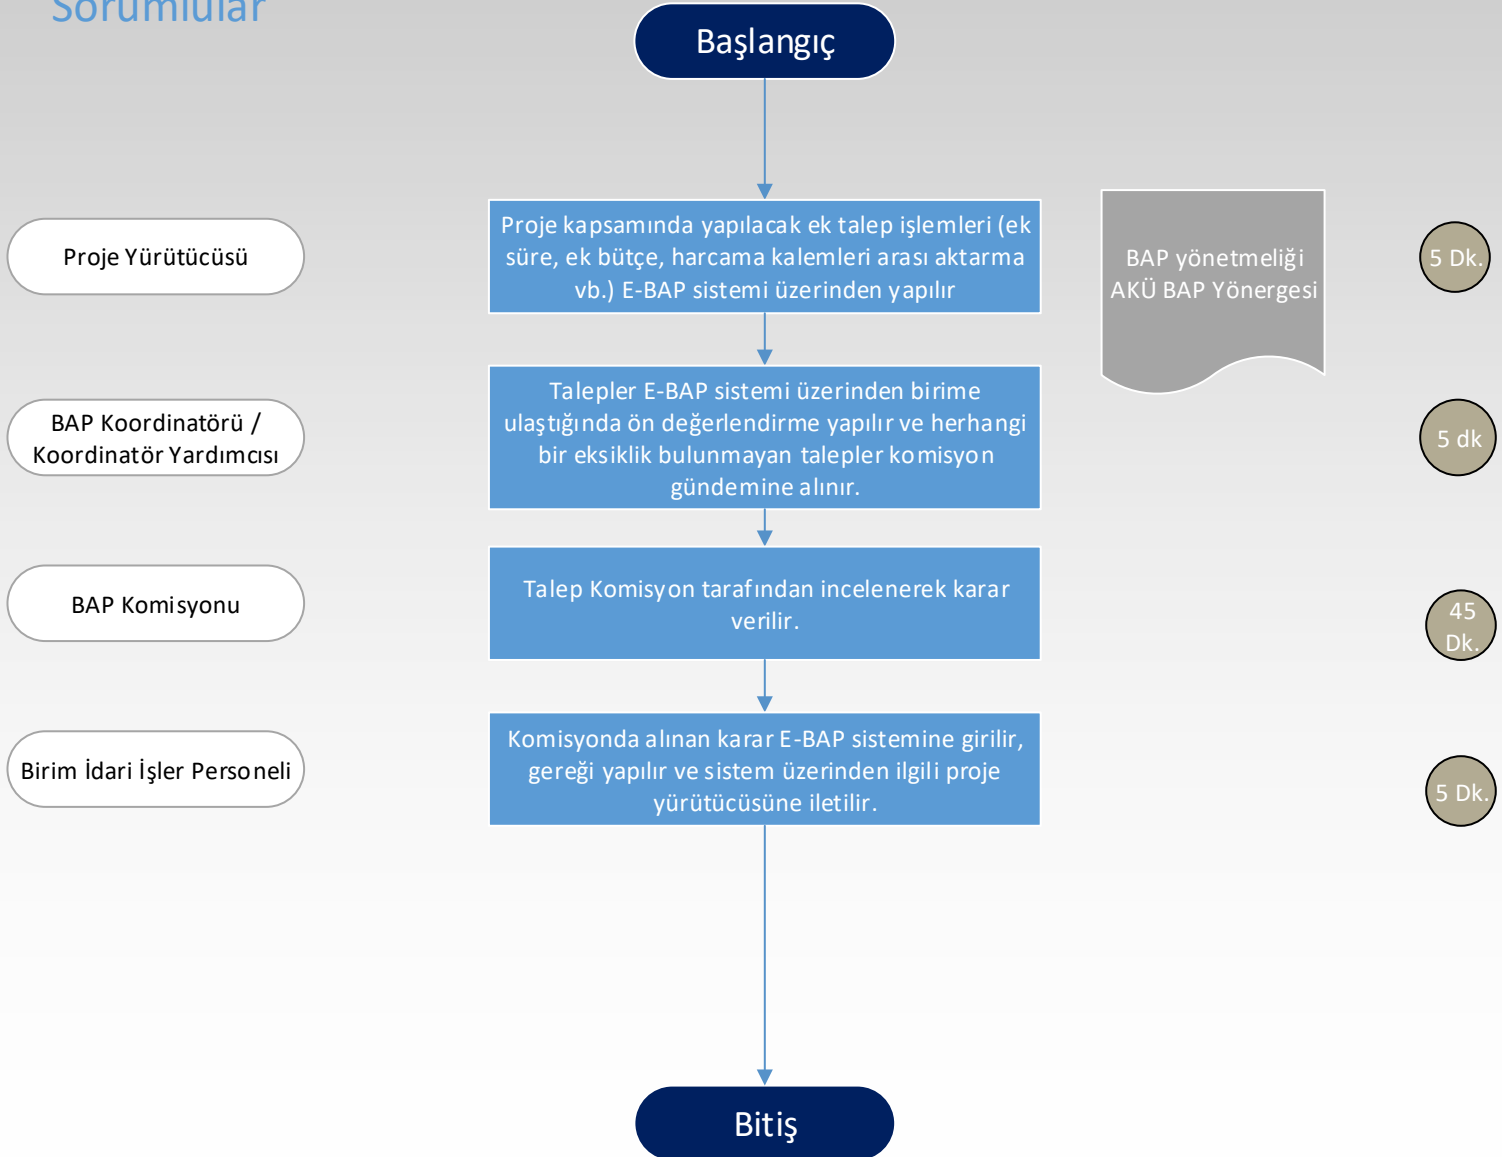 Sorumlular
Başlangıç
Proje Yürütücüsü
Proje kapsamında yapılacak ek talep işlemleri (ek
süre, ek bütçe, harcama kalemleri arası aktarma
vb.) E-BAP sistemi üzerinden yapılır
BAP yönetmeliği
AKÜ BAP Yönergesi
5 Dk.
BAP Koordinatörü /
Koordinatör Yardımcısı
Talepler E-BAP sistemi üzerinden birime
ulaştığında ön değerlendirme yapılır ve herhangi
bir eksiklik bulunmayan talepler komisyon
gündemine alınır.
5 dk
BAP Komisyonu
Talep Komisyon tarafından incelenerek karar
verilir.
45
Dk.
Birim İdari İşler Personeli
Komisyonda alınan karar E-BAP sistemine girilir,
gereği yapılır ve sistem üzerinden ilgili proje
yürütücüsüne iletilir.
5 Dk.
Bitiş